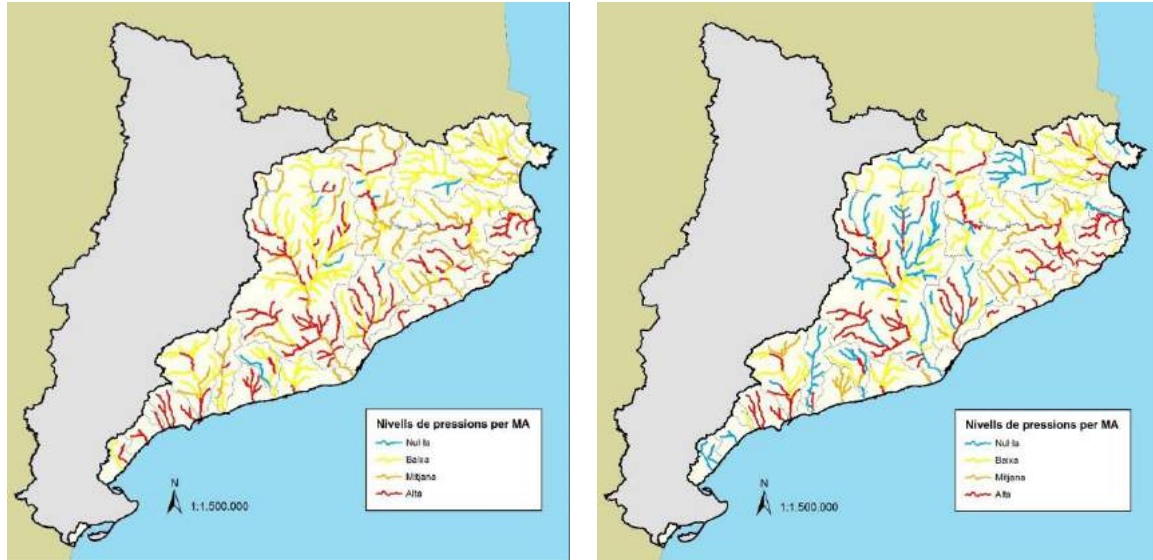 Nivells de pressions per MA
Nul·la
Baixa
Mitjana
Alta
N
1:1.500.000
Nivells de pressions per MA
Nul·la
Baixa
Mitjana
Alta
N
1:1.500.000